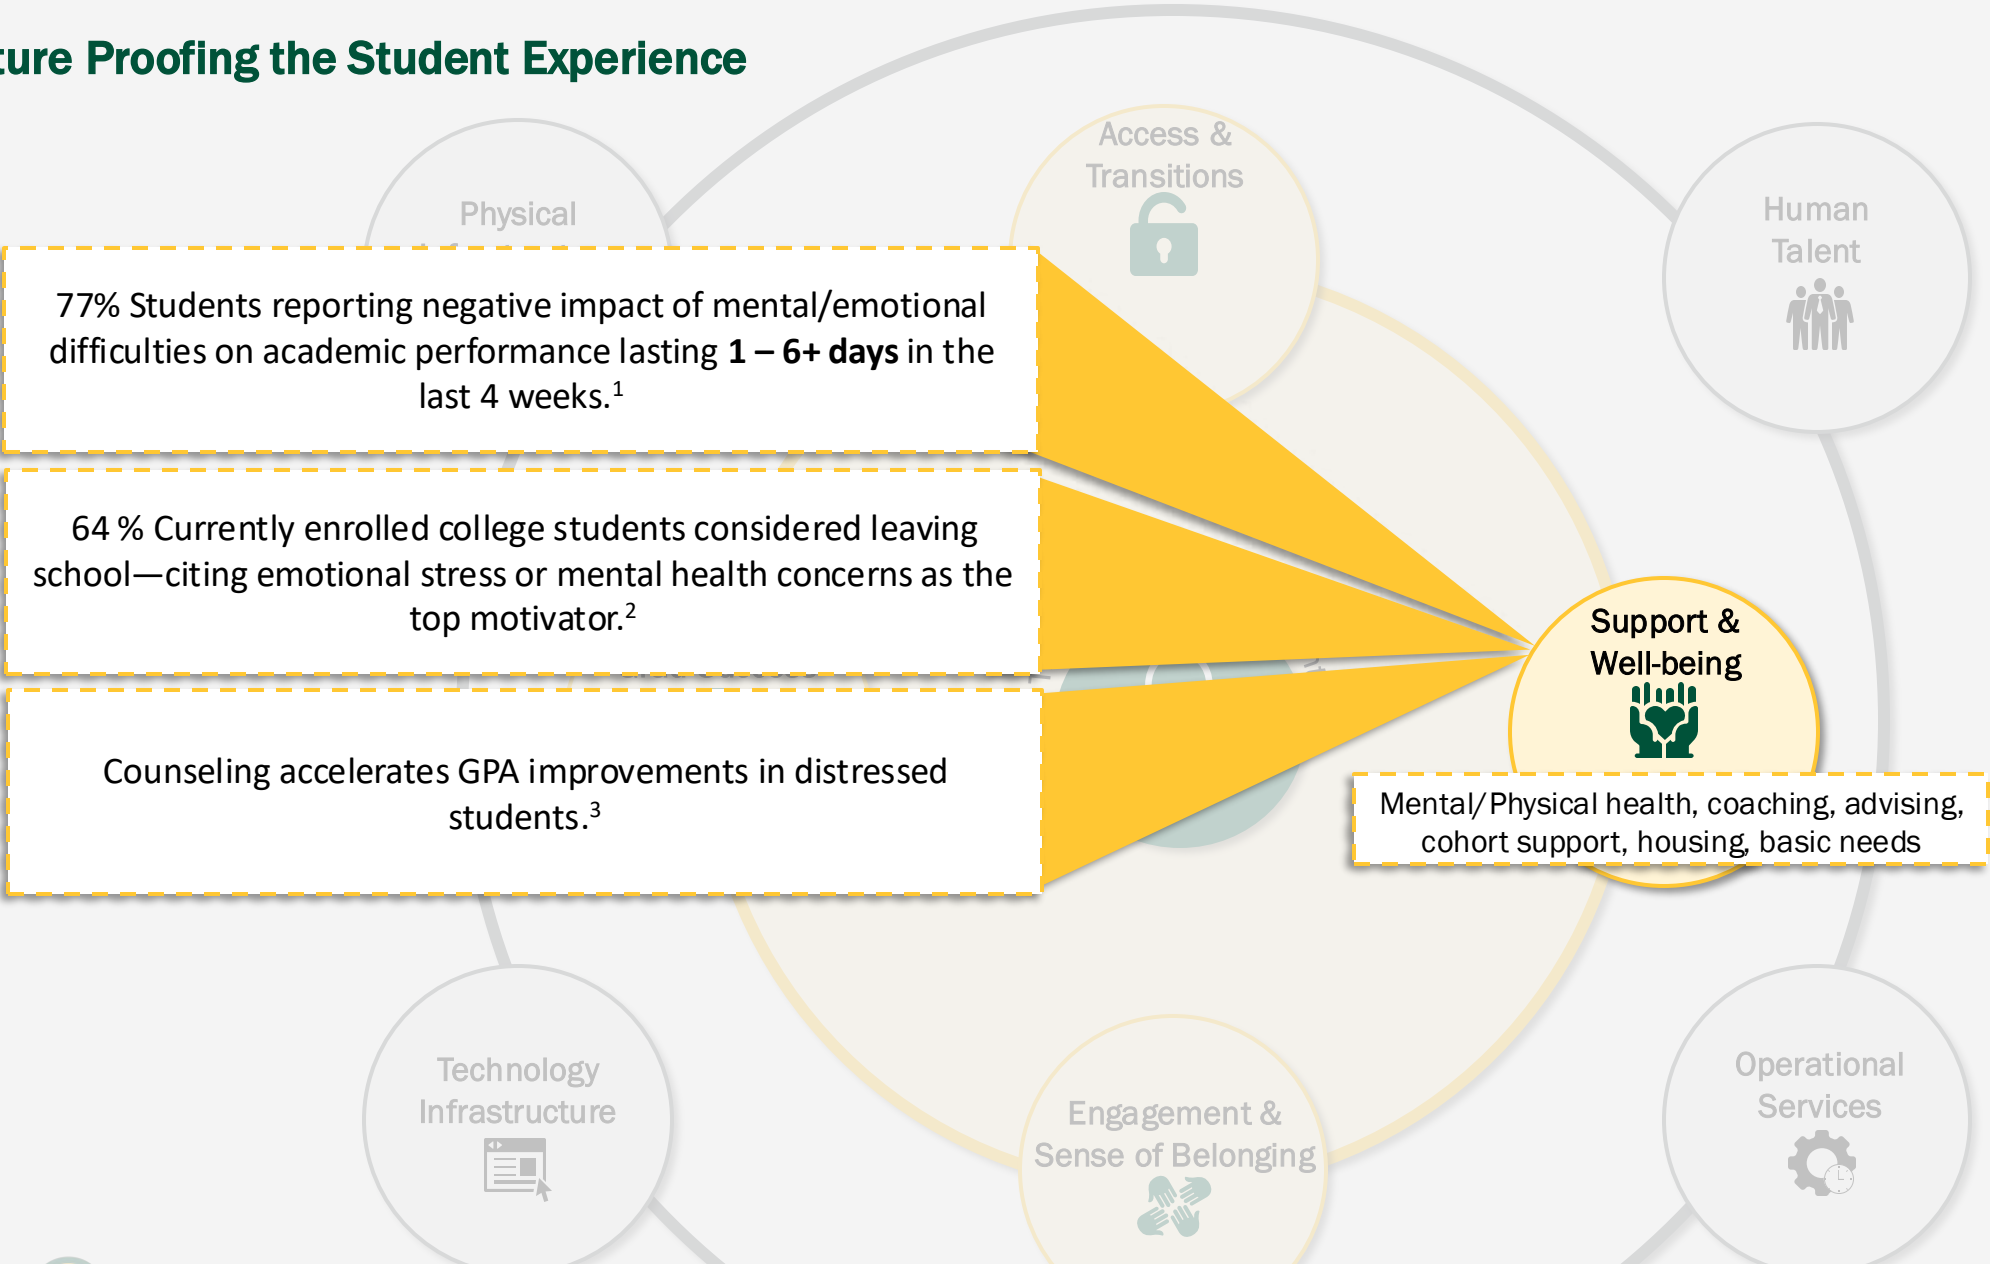 ture Proofing the Student Experience
Access &
Transitions
Physical
Human
Talent
77% Students reporting negative impact of mental/emotional
difficulties on academic performance lasting 1 – 6+ days in the
last 4 weeks.1
64 % Currently enrolled college students considered leaving
school—citing emotional stress or mental health concerns as the
top motivator.2
Support &
Well-being
Counseling accelerates GPA improvements in distressed
students.3
Mental/Physical health, coaching, advising,
cohort support, housing, basic needs
Technology
Infrastructure
Engagement &
Sense of Belonging
Operational
Services